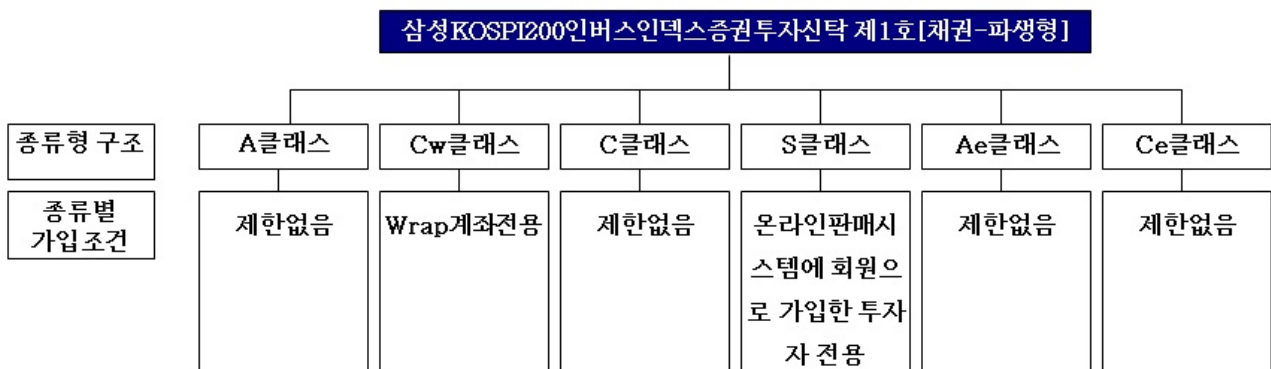 삼성KOSPI200인버스인덱스증권투자신탁 제1호[채권-파생형]
종류형 구조
A클래스
Cw클래스
C클래스
S클래스
Ae클래스
Ce클래스
종류별
가입조건
제한없음
Wrap계좌전용
제한없음
온라인판매시
스템에 회원으
로 가입한 투자
자 전용
제한없음
제한없음